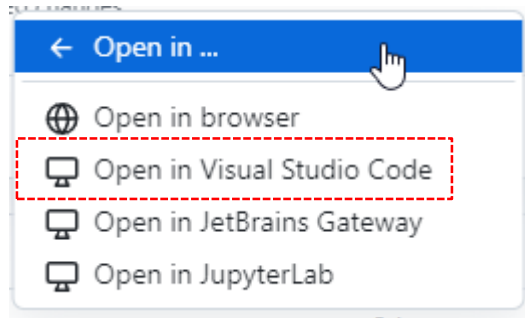 Open in ...
Open in browser
Open in Visual Studio Code
Open in JetBrains Gateway
Open in JupyterLab